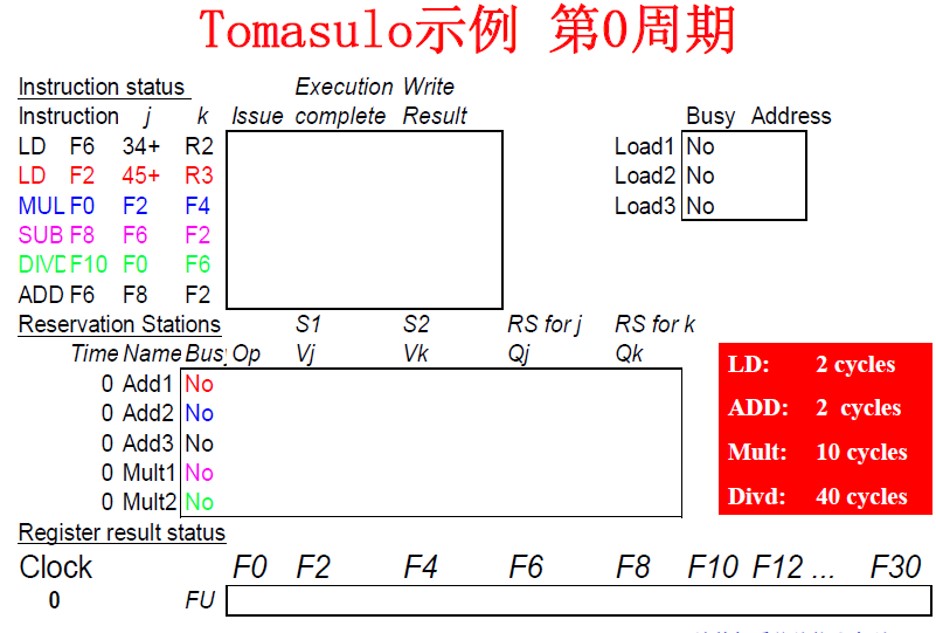 Tomasulo示例 第0周期
Instruction status Execution Write
Instruction j k Issue complete Result Busy Address
LD F6 34+ R2 Load1 No
LD F2 45+ R3 Load2 No
MUL F0 F2 F4 Load3 No
SUB F8 F6 F2
DIVD F10 F0 F6
ADD F6 F8 F2
Reservation Stations S1 S2 RS for j RS for k
Time Name Busy Op Vj Vk Qj Qk
0 Add1 No
0 Add2 No
0 Add3 No
0 Mult1 No
0 Mult2 No
LD: 2 cycles
ADD: 2 cycles
Mult: 10 cycles
Divd: 40 cycles
Register result status
Clock F0 F2 F4 F6 F8 F10 F12 ... F30
0 FU